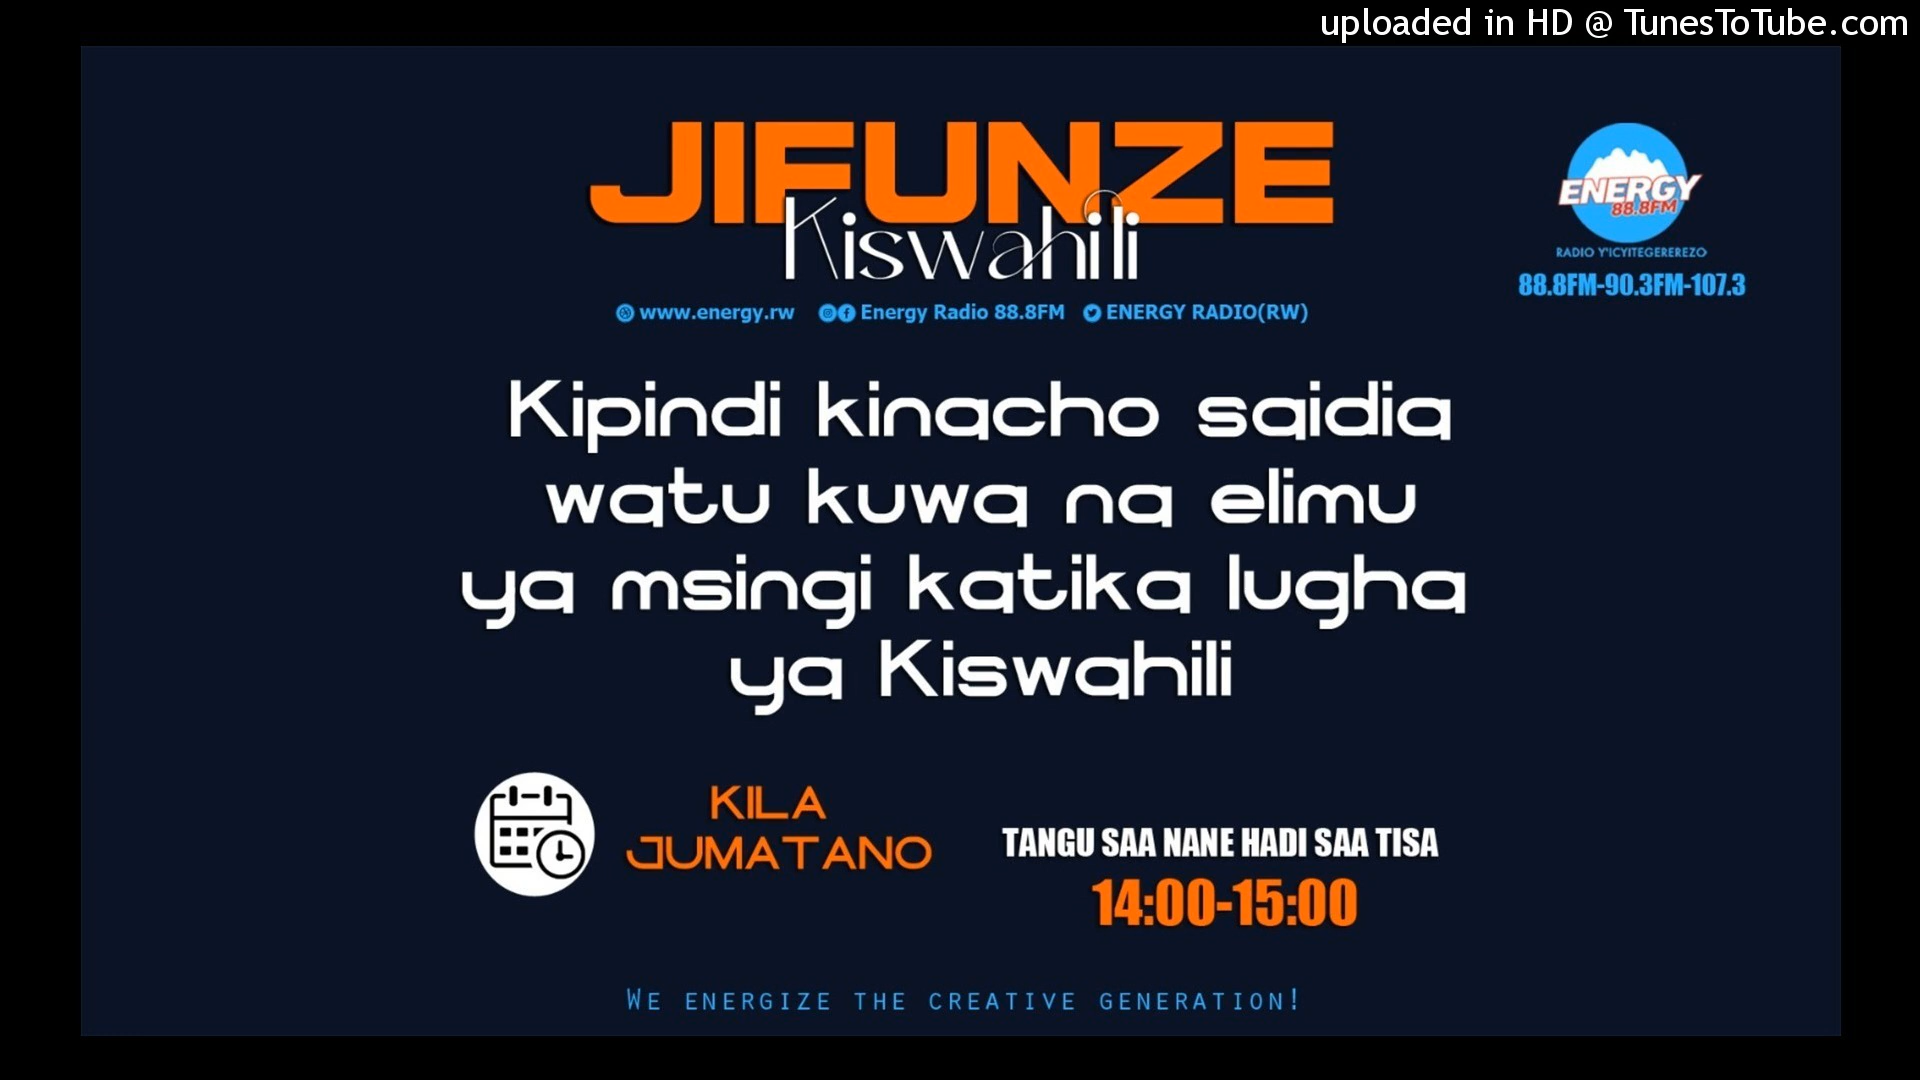 uploaded in HD @ TunesToTube.com
JIFUNZE
Kiswahili
ENERGY
88.8FM
RADIO Y'ICYITEGEREREZO
88.8FM-90.3FM-107.3
www.energy.rw Energy Radio 88.8FM ENERGY RADIO(RW)
Kipindi kinacho saidia
watu kuwa na elimu
ya msingi katika lugha
ya Kiswahili
KILA
JUMATANO
TANGU SAA NANE HADI SAA TISA
14:00-15:00
WE ENERGIZE THE CREATIVE GENERATION!